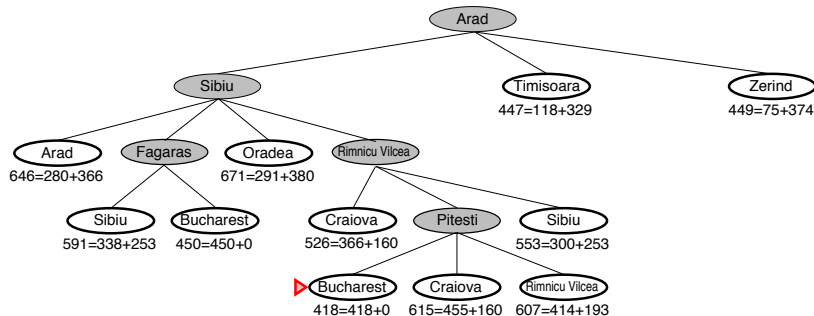 Arad
Sibiu
Timisoara
Zerind
447=118+329
449=75+374
Arad
Fagaras
Oradea
Rimnicu Vilcea
646=280+366
671=291+380
Sibiu
Bucharest
Craiova
Pitesti
Sibiu
591=338+253
450=450+0
526=366+160
553=300+253
Bucharest
Craiova
Rimnicu Vilcea
418=418+0
615=455+160
607=414+193